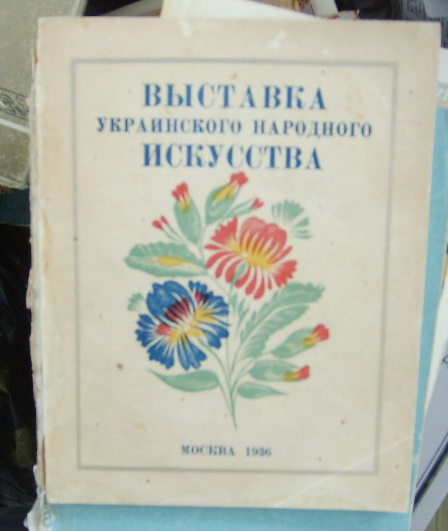 ВЫСТАВКА
УКРАИНСКОГО НАРОДНОГО
ИСКУССТВА
МОСКВА 1936